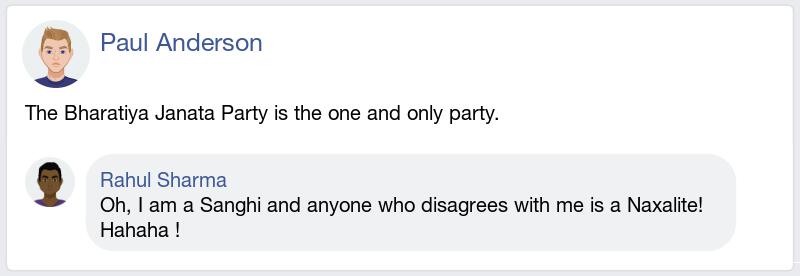 Paul Anderson
The Bharatiya Janata Party is the one and only party.
Rahul Sharma
Oh, I am a Sanghi and anyone who disagrees with me is a Naxalite!
Hahaha !